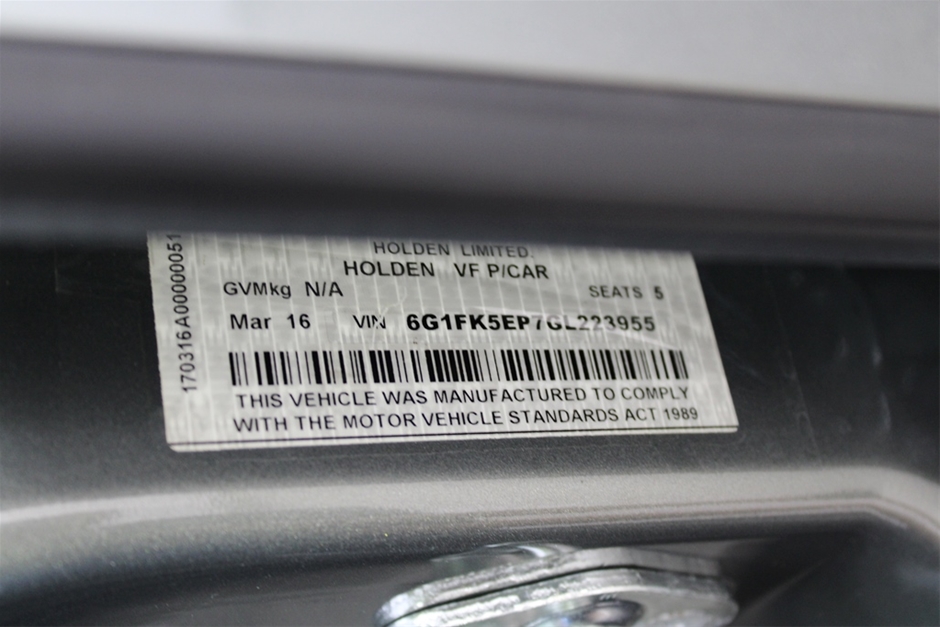 HOLDEN LIMITED.
HOLDEN VF P/CAR
GVMkg N/A SEATS 5
Mar 16 VIN 6G1FK5EP7GL223955
THIS VEHICLE WAS MANUFACTURED TO COMPLY
WITH THE MOTOR VEHICLE STANDARDS ACT 1989
170316A00000051